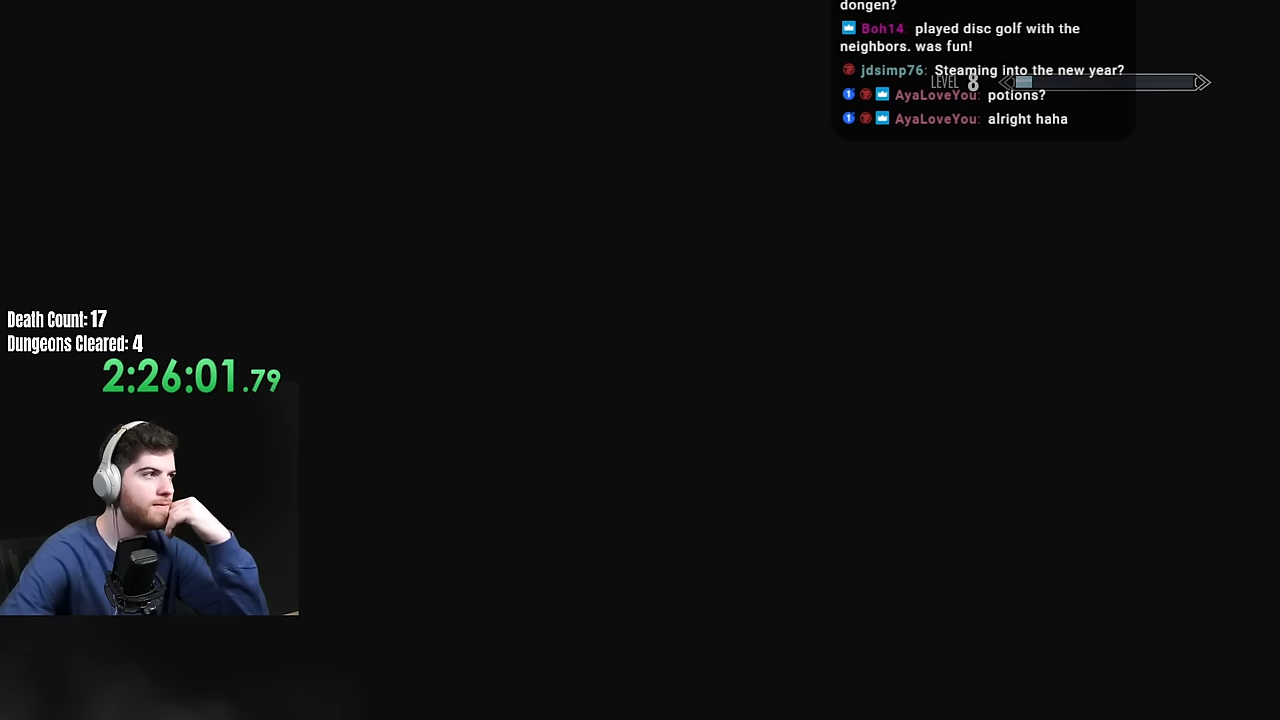 dongen?
Boh14: played disc golf with the
neighbors. was fun!
jdsimp76: Steaming into the new year?
LEVEL 8
AyaLoveYou: potions?
AyaLoveYou: alright haha
Death Count: 17
Dungeons Cleared: 4
2:26:01.79